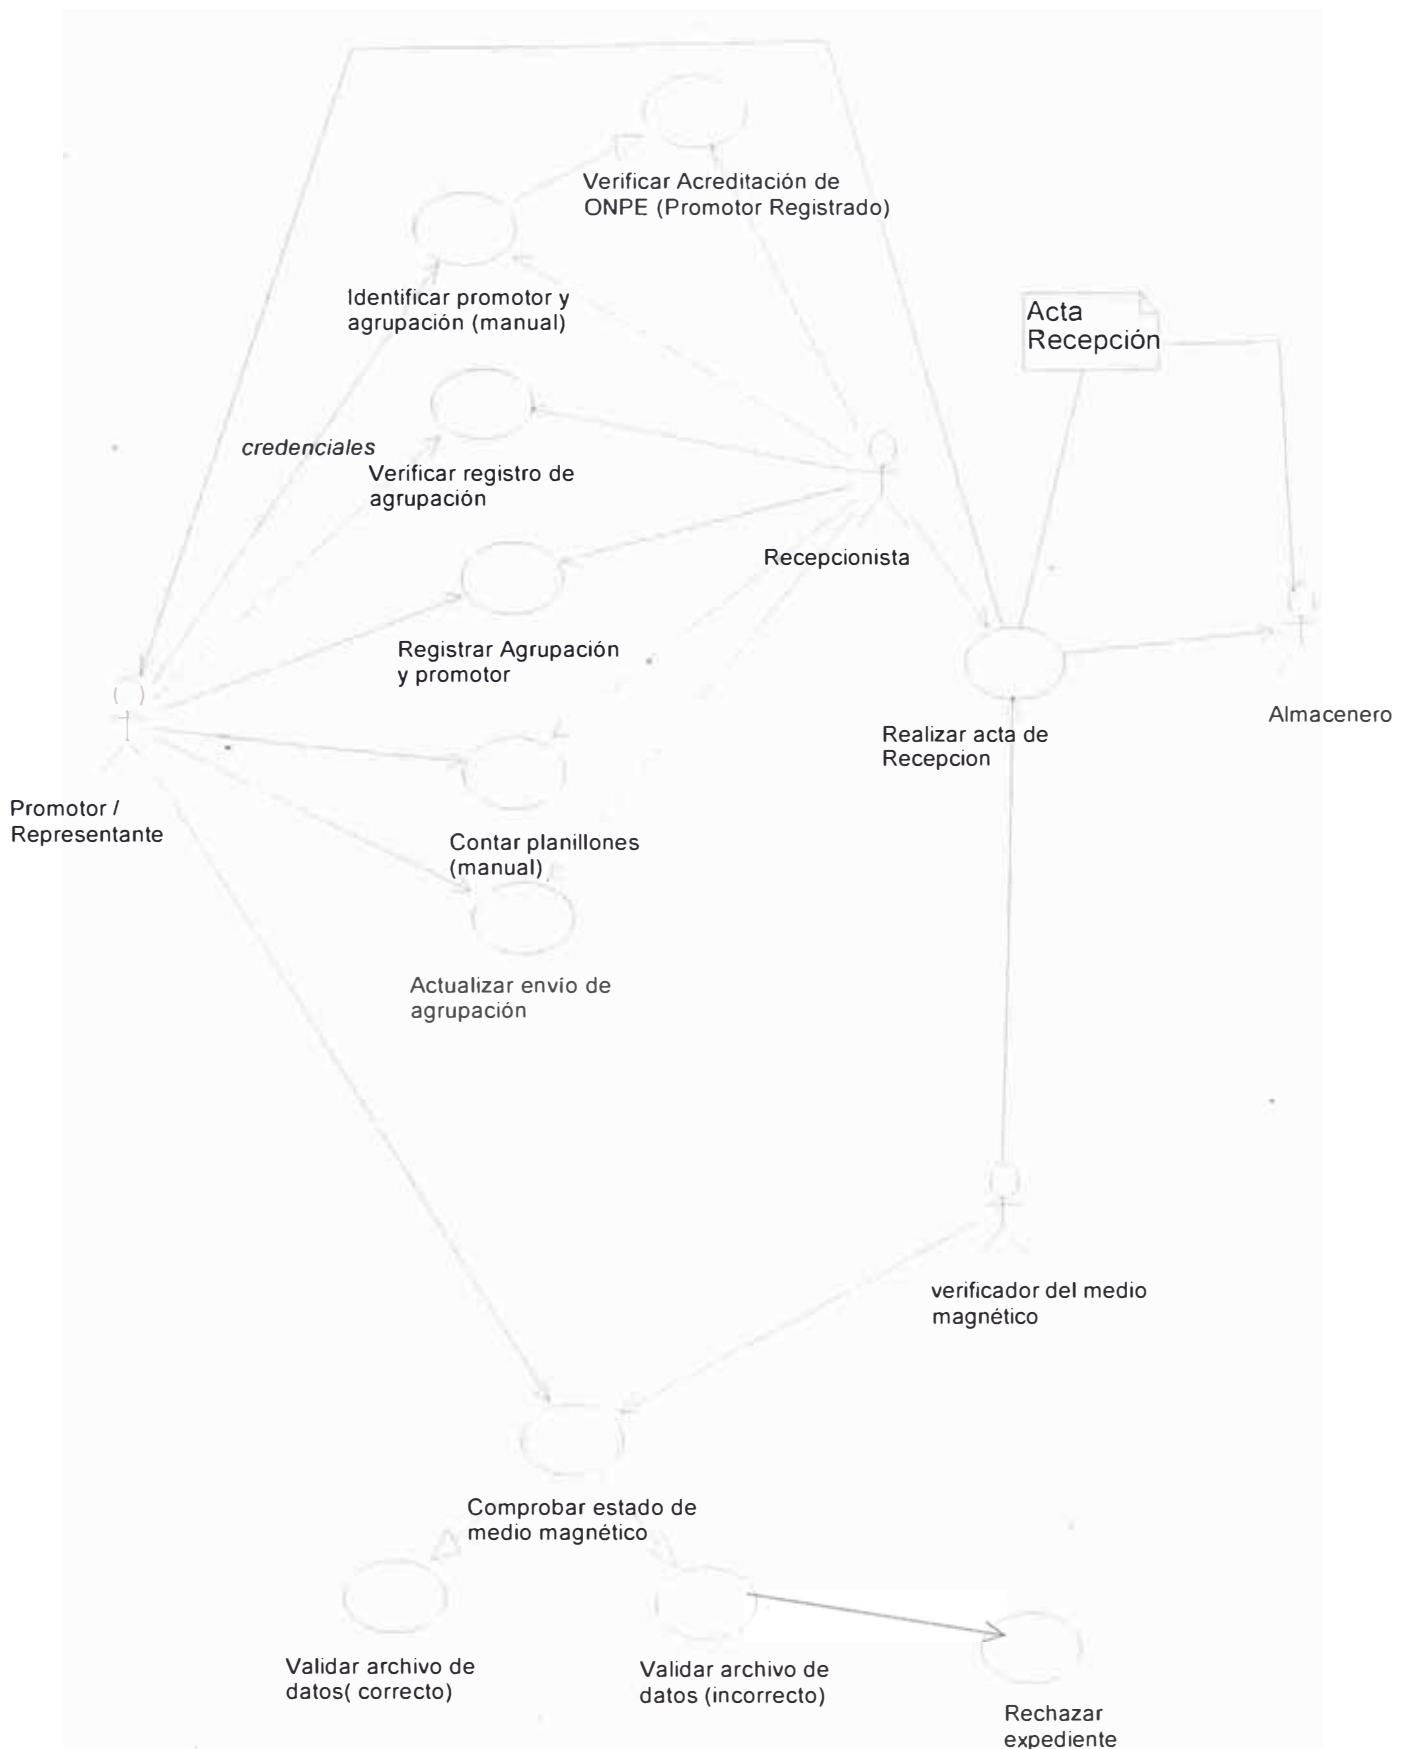 Verificar Acreditación de
ONPE (Promotor Registrado)
Identificar promotor y
agrupación (manual)
Acta
Recepción
credenciales
Verificar registro de
agrupación
Recepcionista
Registrar Agrupación
y promotor
Almacenero
Realizar acta de
Recepcion
Promotor /
Representante
Contar planillones
(manual)
Actualizar envío de
agrupación
verificador del medio
magnético
Comprobar estado de
medio magnético
Validar archivo de
datos( correcto)
Validar archivo de
datos (incorrecto)
Rechazar
expediente